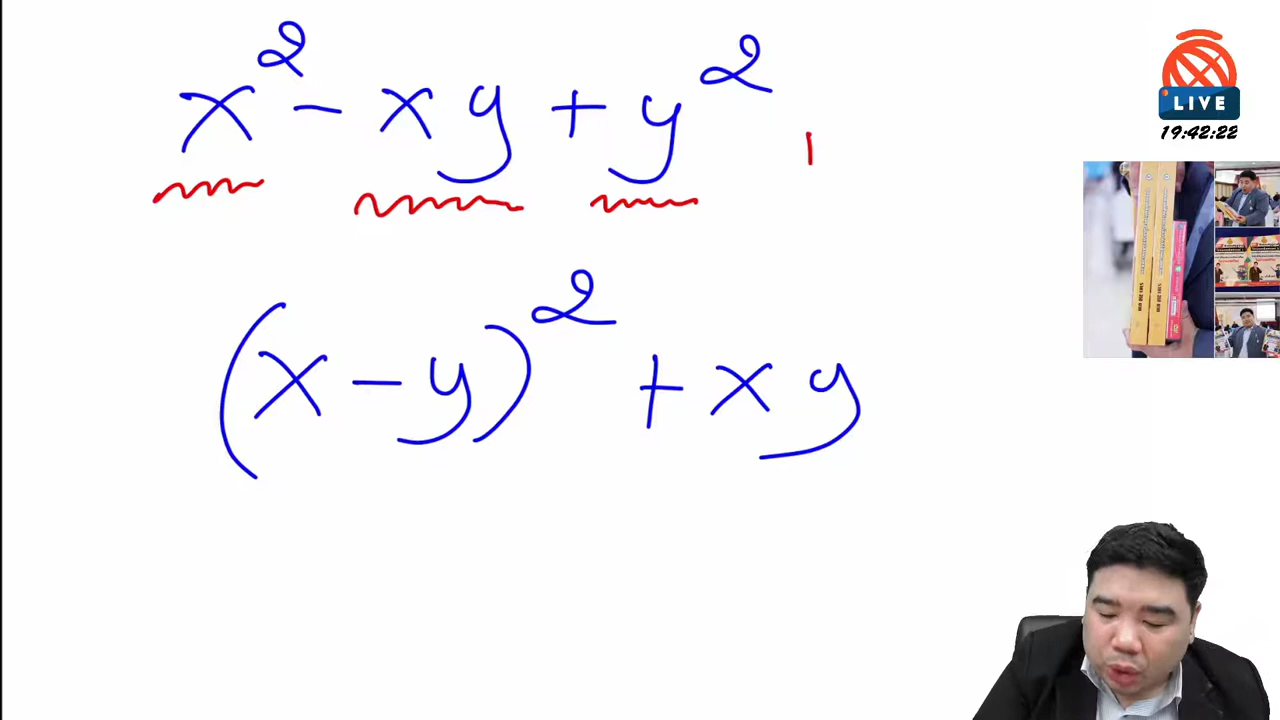 x² - xy + y²
LIVE
19:42:22
(x - y)² + xy